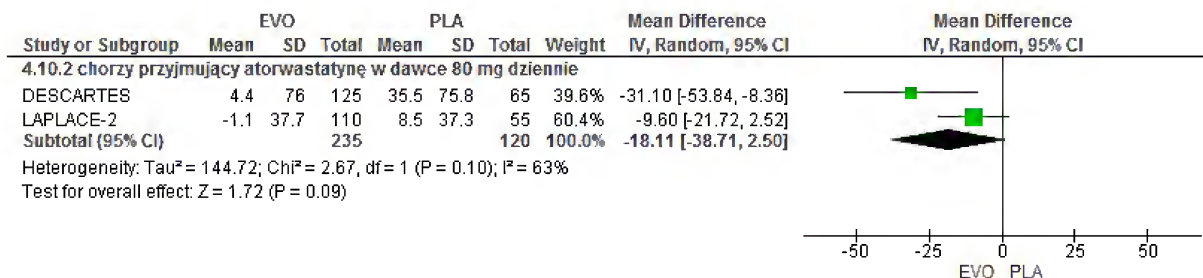 EVO PLA Mean Difference Mean Difference
Study or Subgroup Mean SD Total Mean SD Total Weight IV, Random, 95% CI IV, Random, 95% CI
4.10.2 chorzy przyjmujący atorwastatynę w dawce 80 mg dziennie
DESCARTES 4.4 76 125 35.5 75.8 65 39.6% -31.10 [-53.84, -8.36]
LAPLACE-2 -1.1 37.7 110 8.5 37.3 55 60.4% -9.60 [-21.72, 2.52]
Subtotal (95% CI) 235 120 100.0% -18.11 [-38.71, 2.50]
Heterogeneity: Tau² = 144.72; Chi² = 2.67, df = 1 (P = 0.10); I² = 63%
Test for overall effect: Z = 1.72 (P = 0.09)
-50 -25 0 25 50
EVO PLA